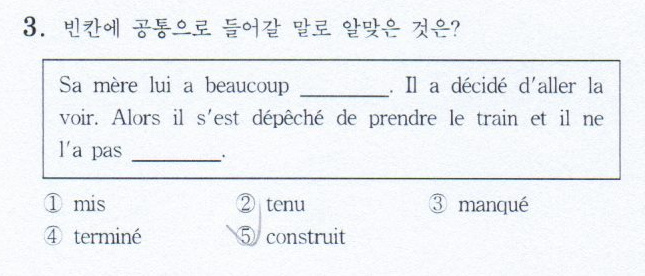 3. 빈칸에 공통으로 들어갈 말로 알맞은 것은?
Sa mère lui a beaucoup ________. Il a décidé d'aller la
voir. Alors il s'est dépêché de prendre le train et il ne
l'a pas ________.
① mis ② tenu ③ manqué
④ terminé ⑤ construit